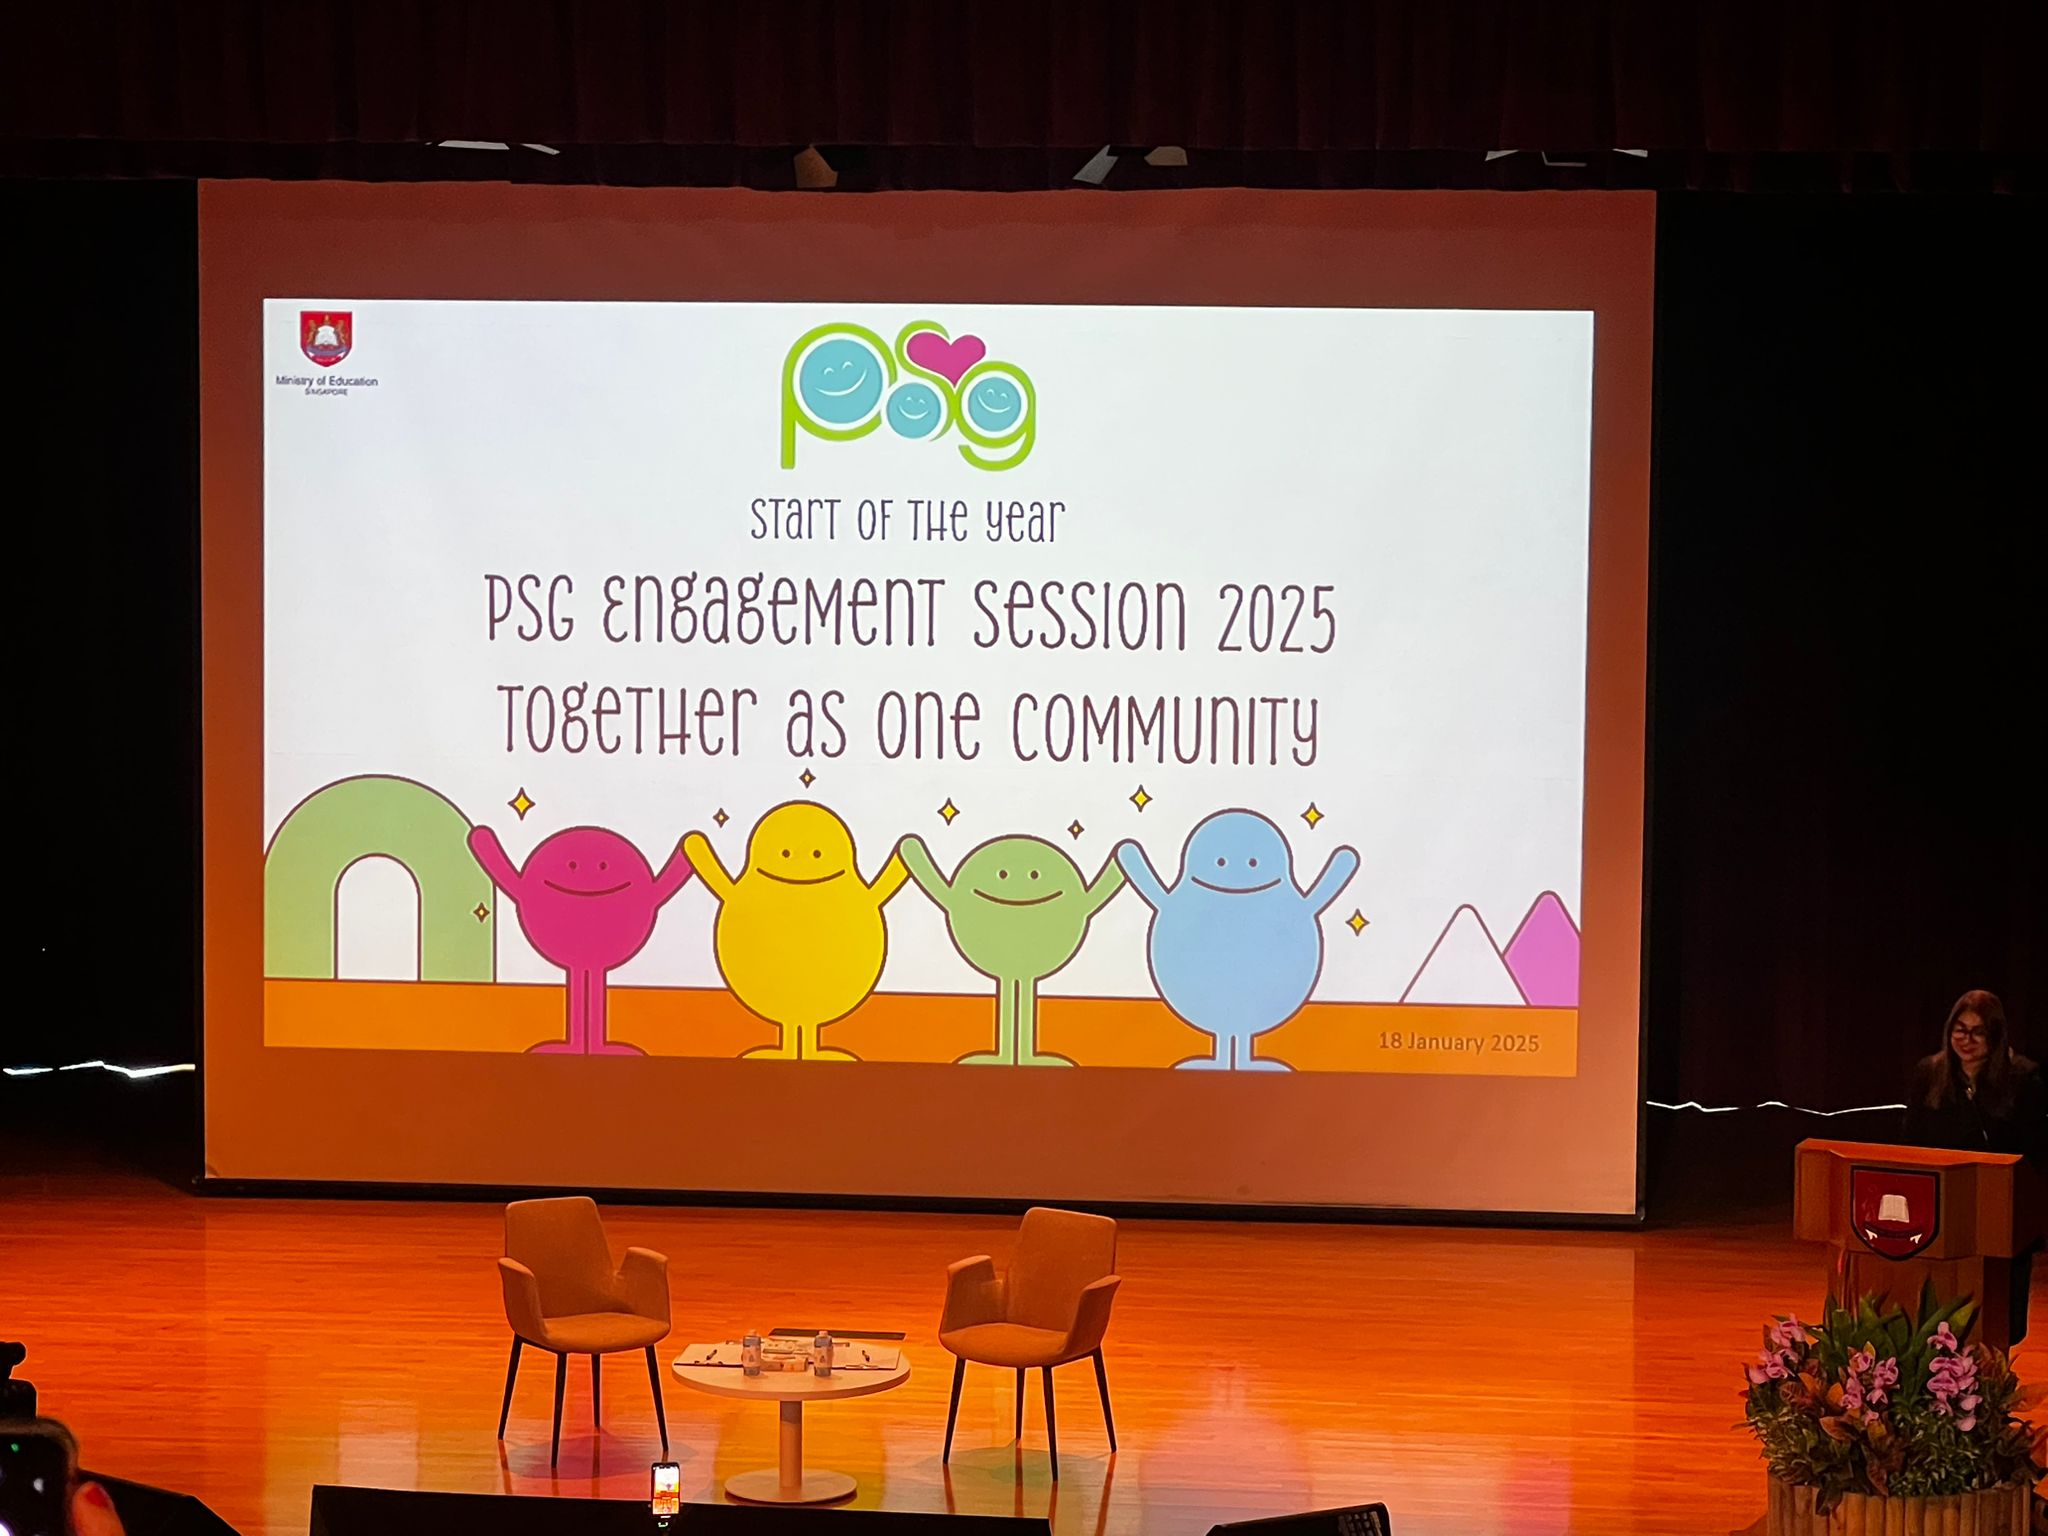 Ministry of Education
SINGAPORE
psg
Start of the Year
PSG Engagement Session 2025
Together as One Community
18 January 2025